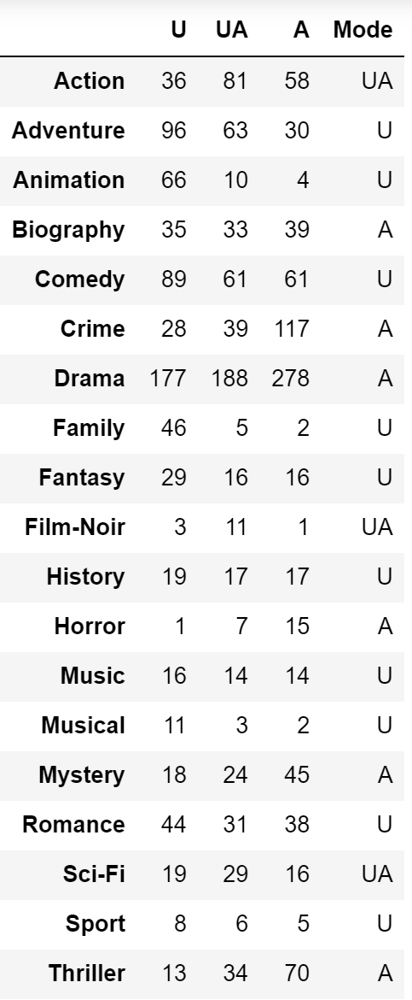 U UA A Mode
Action 36 81 58 UA
Adventure 96 63 30 U
Animation 66 10 4 U
Biography 35 33 39 A
Comedy 89 61 61 U
Crime 28 39 117 A
Drama 177 188 278 A
Family 46 5 2 U
Fantasy 29 16 16 U
Film-Noir 3 11 1 UA
History 19 17 17 U
Horror 1 7 15 A
Music 16 14 14 U
Musical 11 3 2 U
Mystery 18 24 45 A
Romance 44 31 38 U
Sci-Fi 19 29 16 UA
Sport 8 6 5 U
Thriller 13 34 70 A